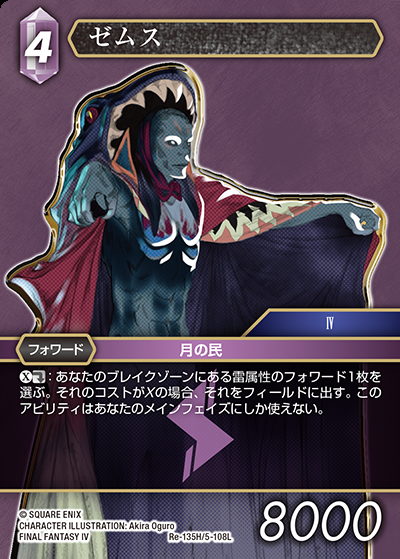 4
ゼムス
IV
フォワード
月の民
X:あなたのブレイクゾーンにある雷属性のフォワード1枚を
選ぶ。それのコストがXの場合、それをフィールドに出す。この
アビリティはあなたのメインフェイズにしか使えない。
© SQUARE ENIX
CHARACTER ILLUSTRATION: Akira Oguro
FINAL FANTASY IV
Re-135H/5-108L
8000